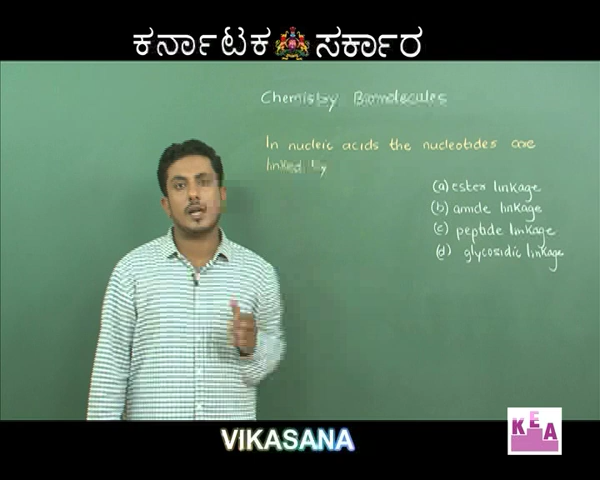 ಕರ್ನಾಟಕ ಸರ್ಕಾರ
Chemistry Biomolecules
In nucleic acids the nucleotides are
linked by
(a) ester linkage
(b) amide linkage
(c) peptide linkage
(d) glycosidic linkage
VIKASANA
KEA